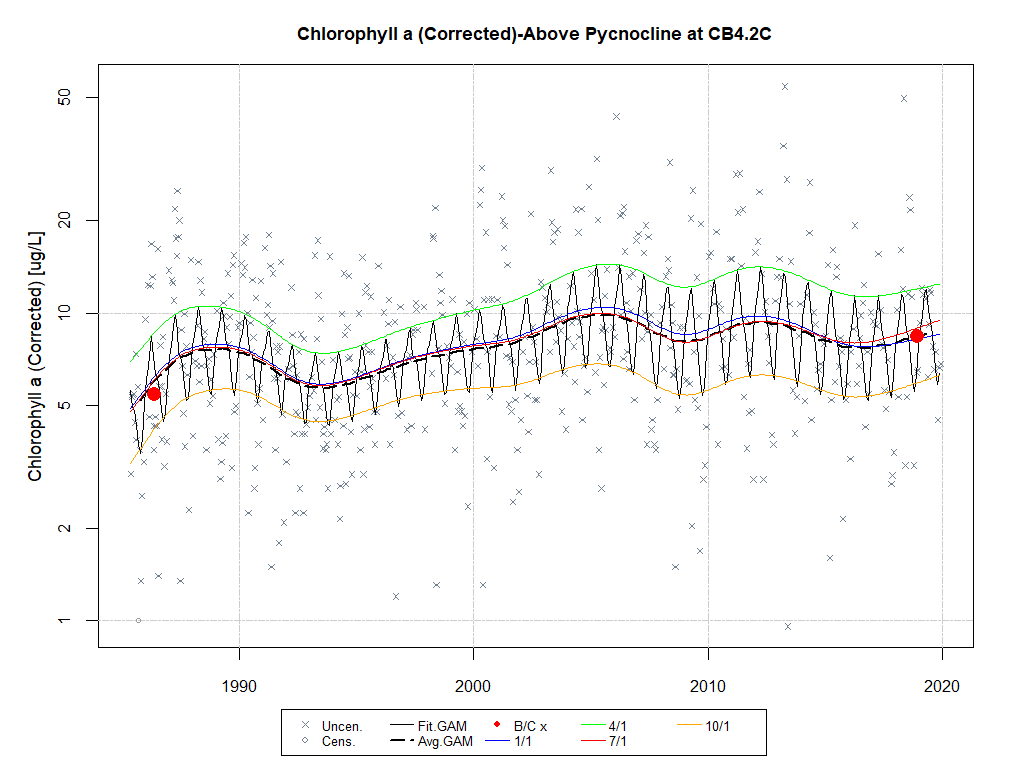 Chlorophyll a (Corrected)-Above Pycnocline at CB4.2C
Chlorophyll a (Corrected) [ug/L]
50
20
10
5
2
1
1990
2000
2010
2020
Uncen.
Fit.GAM
B/C x
4/1
10/1
Cens.
Avg.GAM
1/1
7/1